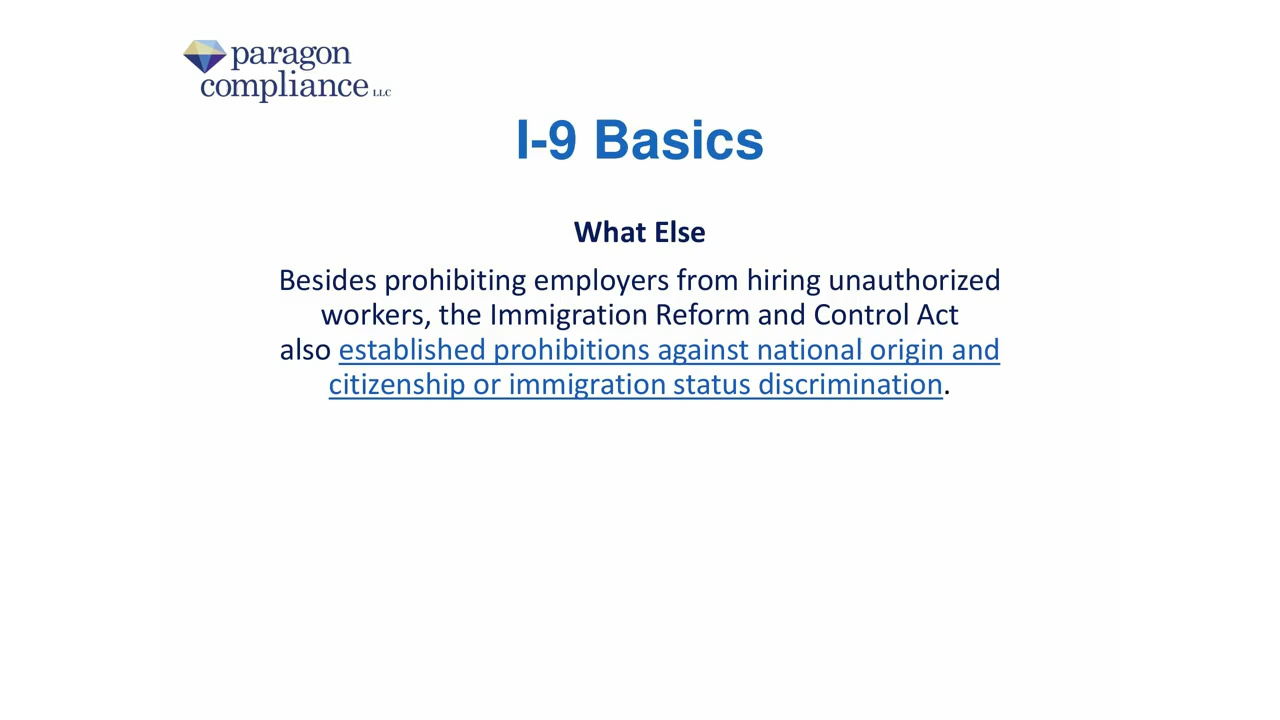 paragon
compliance LLC
I-9 Basics
What Else
Besides prohibiting employers from hiring unauthorized
workers, the Immigration Reform and Control Act
also established prohibitions against national origin and
citizenship or immigration status discrimination.